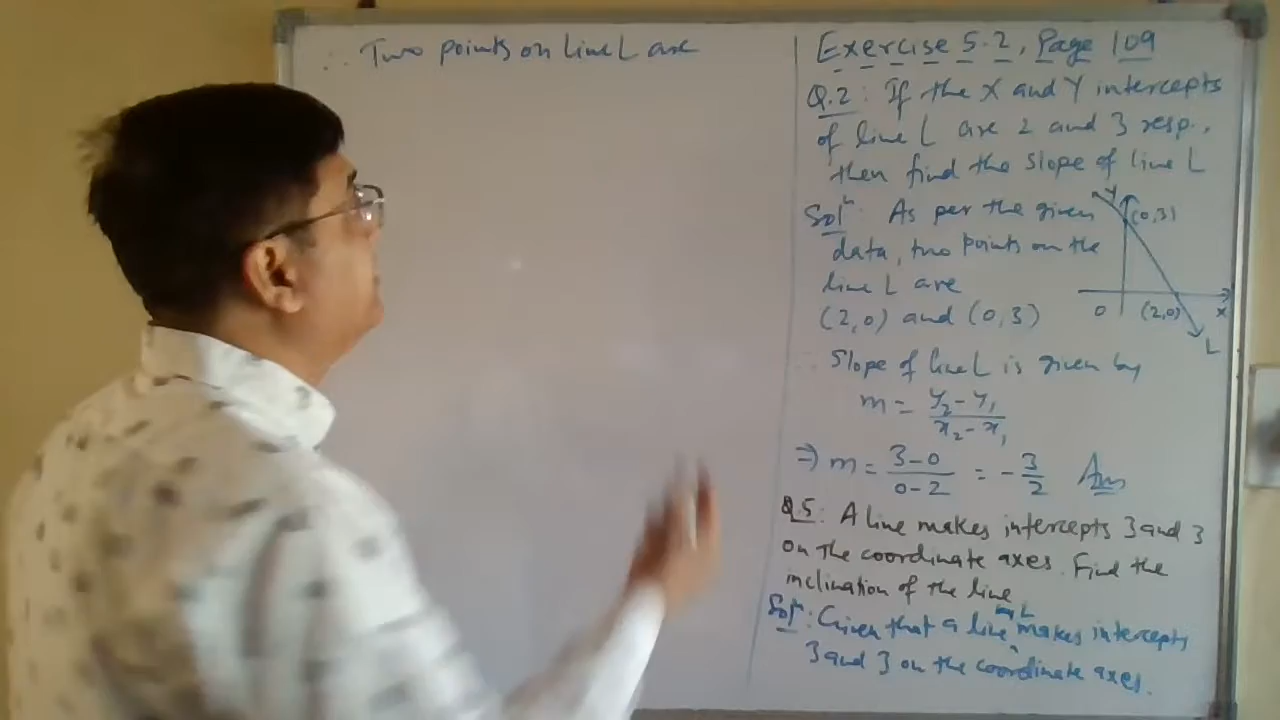 ∴ Two points on line L are
Exercise 5.2, Page 109
Q.2: If the X and Y intercepts
of line L are 2 and 3 resp.,
then find the slope of line L
Solⁿ: As per the given
data, two points on the
line L are
(2,0) and (0,3)
Y
(0,3)
O (2,0) X
L
∴ Slope of line L is given by
m = (y₂ - y₁)/(x₂ - x₁)
⇒ m = (3-0)/(0-2) = -3/2 Ans
Q.5: A line makes intercepts 3 and 3
on the coordinate axes. Find the
inclination of the line
Solⁿ: Given that a line L makes intercepts
3 and 3 on the coordinate axes.